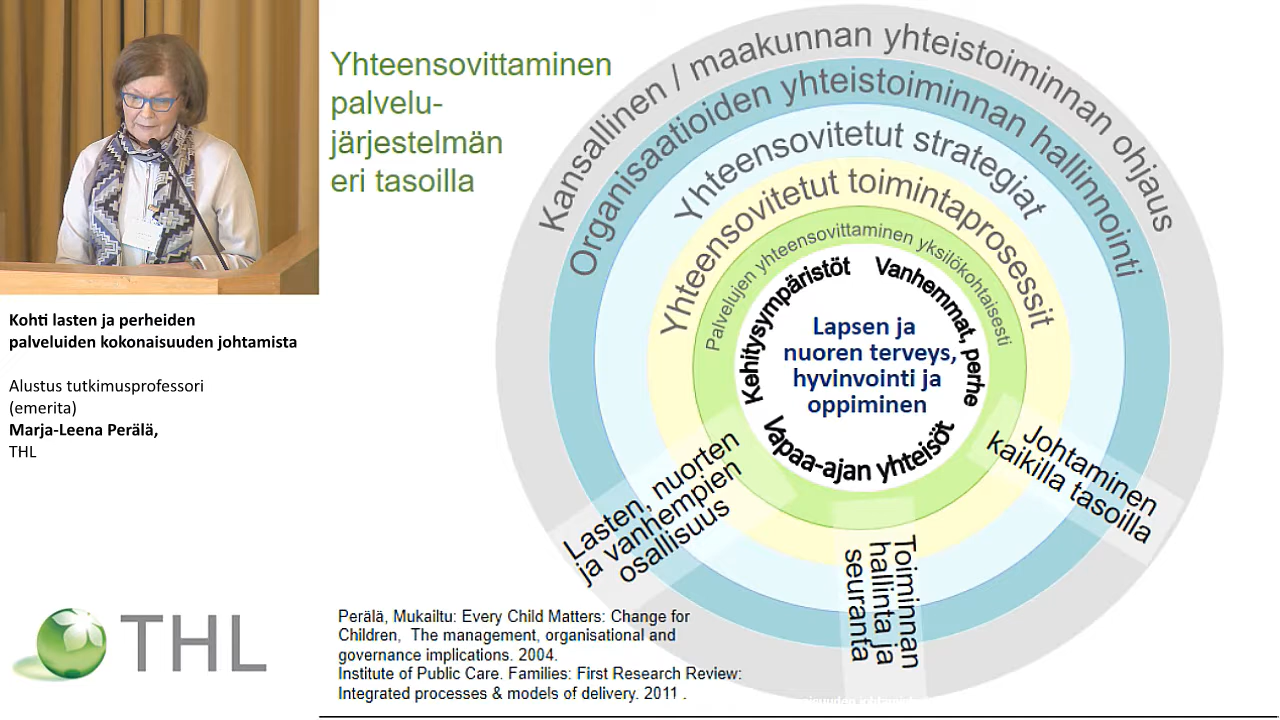 Yhteensovittaminen
palvelu-
järjestelmän
eri tasoilla
Kansallinen / maakunnan yhteistoiminnan ohjaus
Organisaatioiden yhteistoiminnan hallinnointi
Yhteensovitetut strategiat
Yhteensovitetut toimintaprosessit
Palvelujen yhteensovittaminen yksilökohtaisesti
Kehitysympäristöt
Vanhemmat, perhe
Vapaa-ajan yhteisöt
Lapsen ja
nuoren terveys,
hyvinvointi ja
oppiminen
Lasten, nuorten
ja vanhempien
osallisuus
Toiminnan
hallinta ja
seuranta
Johtaminen
kaikilla tasoilla
Kohti lasten ja perheiden
palveluiden kokonaisuuden johtamista
Alustus tutkimusprofessori
(emerita)
Marja-Leena Perälä,
THL
THL
Perälä, Mukailtu: Every Child Matters: Change for
Children, The management, organisational and
governance implications. 2004.
Institute of Public Care. Families: First Research Review:
Integrated processes & models of delivery. 2011 .